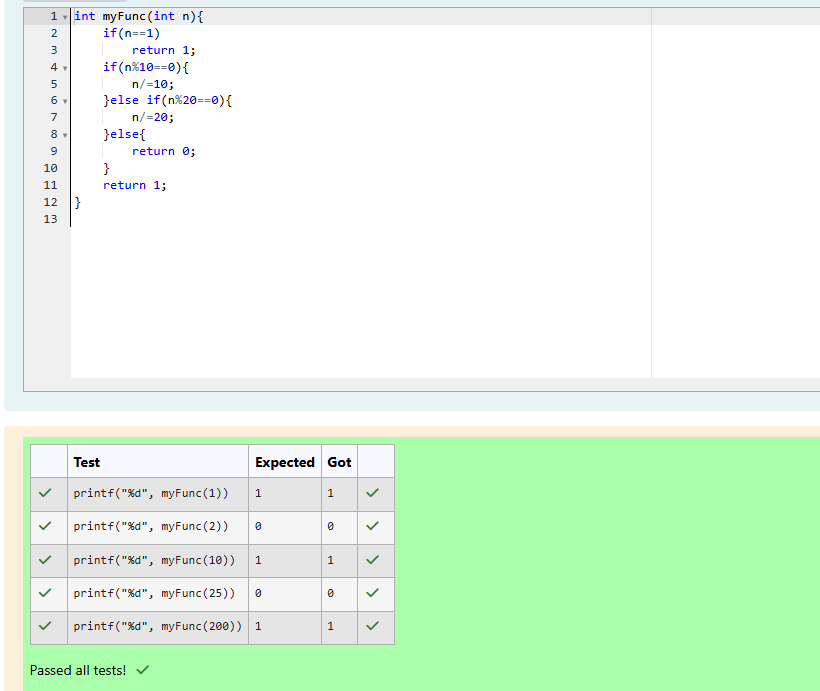 1 int myFunc(int n){
2     if(n==1)
3         return 1;
4     if(n%10==0){
5         n/=10;
6     }else if(n%20==0){
7         n/=20;
8     }else{
9         return 0;
10     }
11     return 1;
12 }
13
Test Expected Got
printf("%d", myFunc(1)) 1 1
printf("%d", myFunc(2)) 0 0
printf("%d", myFunc(10)) 1 1
printf("%d", myFunc(25)) 0 0
printf("%d", myFunc(200)) 1 1
Passed all tests!